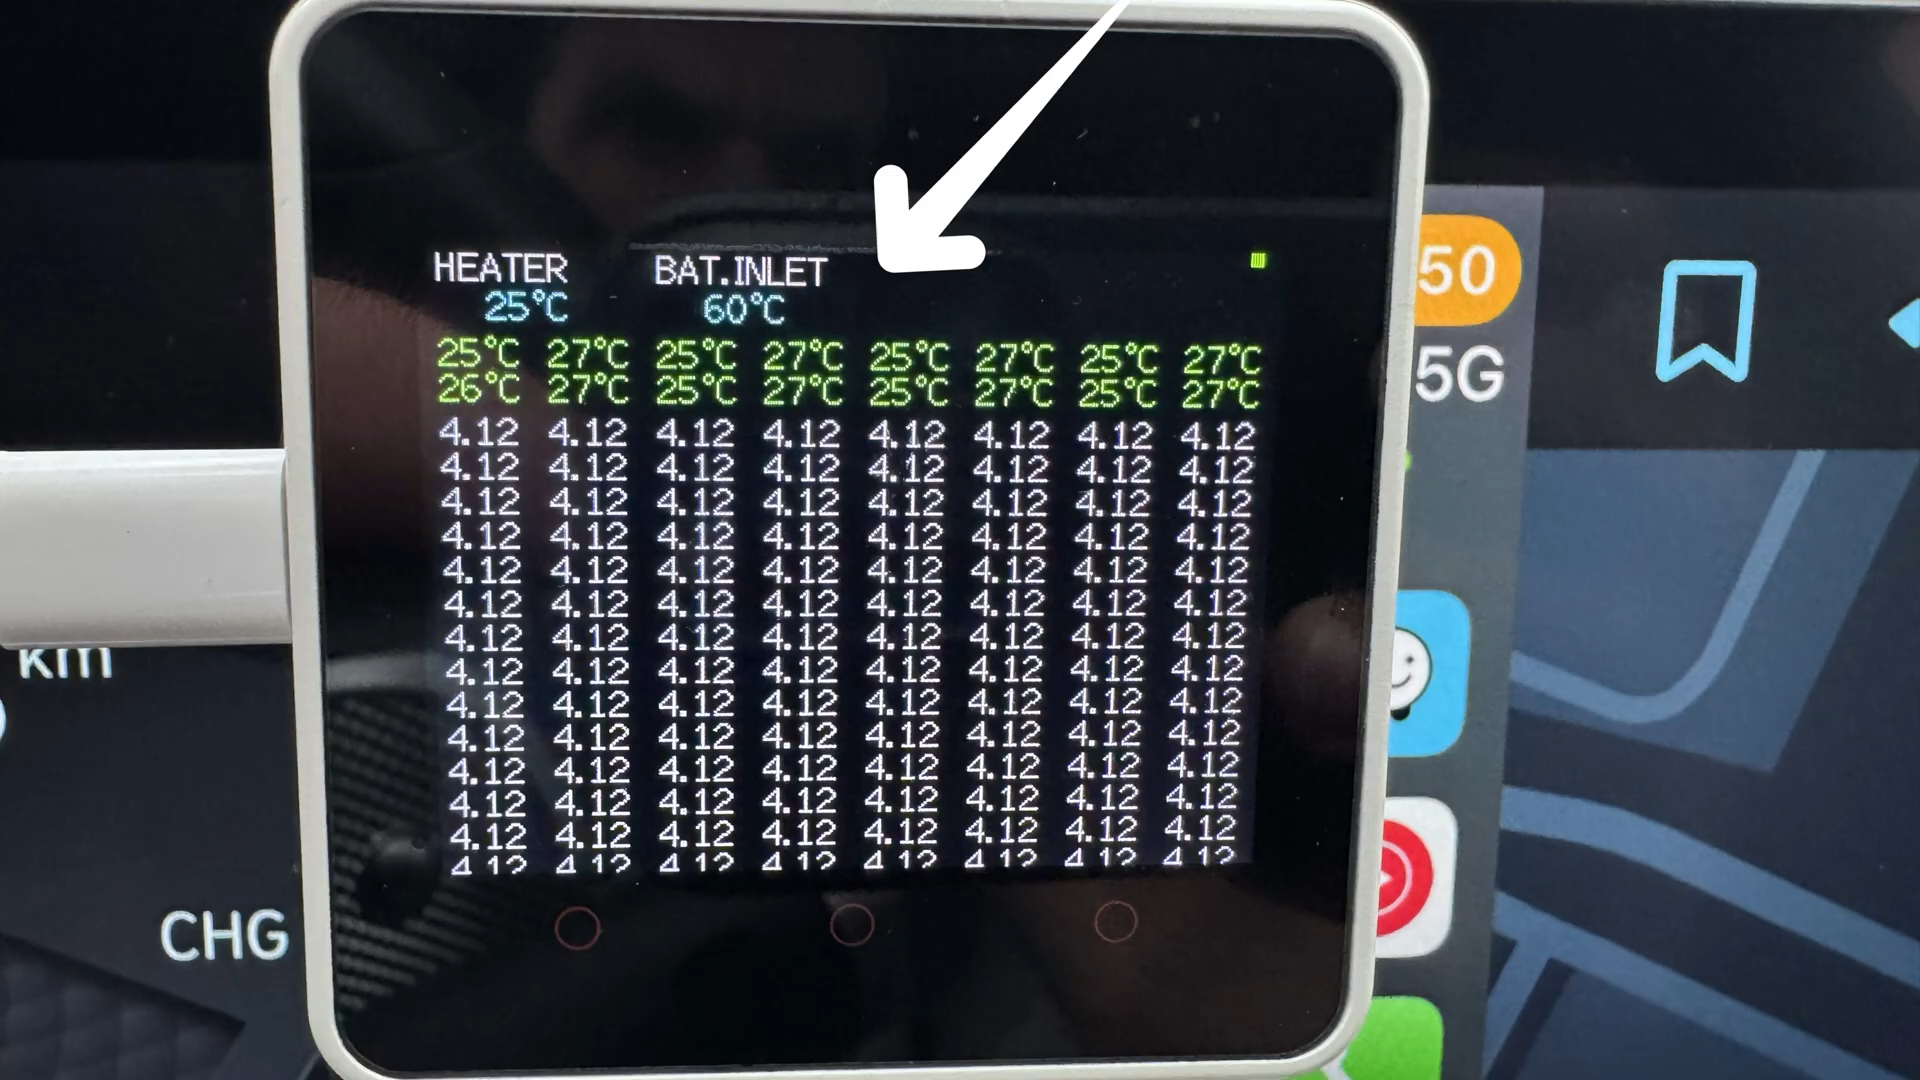 HEATER BAT.INLET
25°C 60°C
25°C 27°C 25°C 27°C 25°C 27°C 25°C 27°C
26°C 27°C 25°C 27°C 25°C 27°C 25°C 27°C
4.12 4.12 4.12 4.12 4.12 4.12 4.12 4.12
4.12 4.12 4.12 4.12 4.12 4.12 4.12 4.12
4.12 4.12 4.12 4.12 4.12 4.12 4.12 4.12
4.12 4.12 4.12 4.12 4.12 4.12 4.12 4.12
4.12 4.12 4.12 4.12 4.12 4.12 4.12 4.12
4.12 4.12 4.12 4.12 4.12 4.12 4.12 4.12
4.12 4.12 4.12 4.12 4.12 4.12 4.12 4.12
4.12 4.12 4.12 4.12 4.12 4.12 4.12 4.12
4.12 4.12 4.12 4.12 4.12 4.12 4.12 4.12
4.12 4.12 4.12 4.12 4.12 4.12 4.12 4.12
4.12 4.12 4.12 4.12 4.12 4.12 4.12 4.12
4.12 4.12 4.12 4.12 4.12 4.12 4.12 4.12
4.12 4.12 4.12 4.12 4.12 4.12 4.12 4.12
4.12 4.12 4.12 4.12 4.12 4.12 4.12 4.12
km
CHG
50
5G